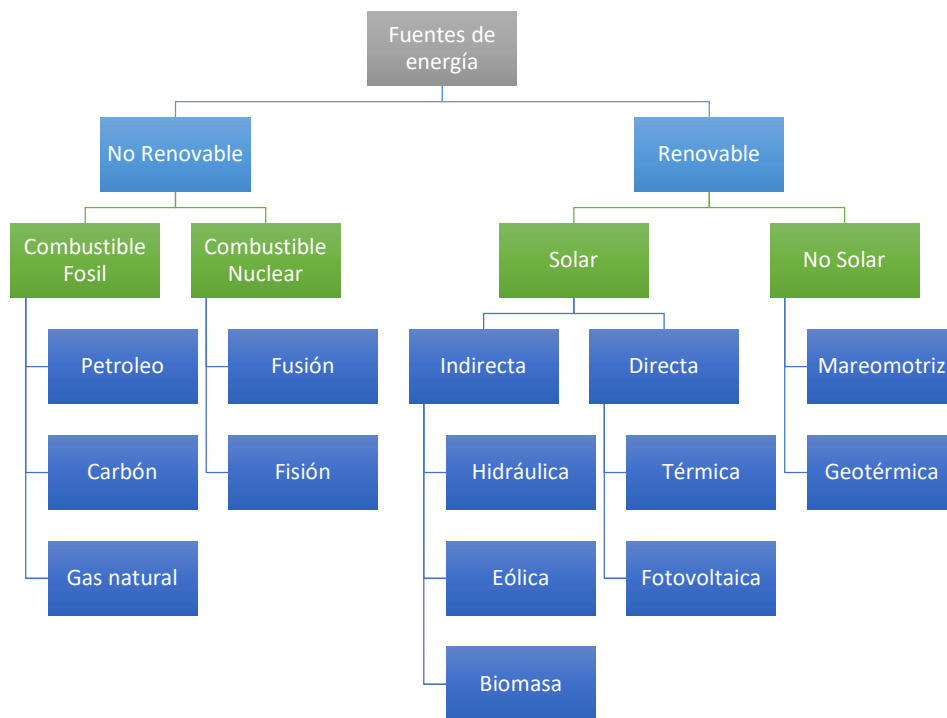 Fuentes de
energía
No Renovable
Renovable
Combustible
Fosil
Combustible
Nuclear
Solar
No Solar
Petroleo
Fusión
Indirecta
Directa
Mareomotriz
Carbón
Fisión
Hidráulica
Térmica
Geotérmica
Gas natural
Eólica
Fotovoltaica
Biomasa